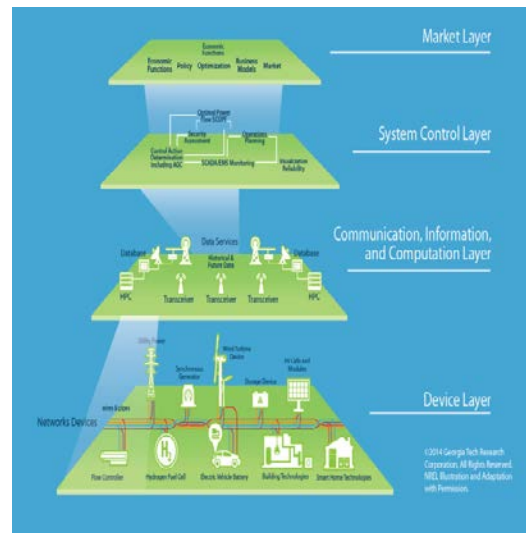 Market Layer
Economic
Functions
Economic
Functions
Policy
Optimization
Business
Models
Market
System Control Layer
Optimal Power
Flow SCOPF
Security
Assessment
Operations
Planning
Control Action
Determination
Including AGC
SCADA/EMS Monitoring
Visualization
Reliability
Communication, Information,
and Computation Layer
Database
Data Services
Database
Historical &
Future Data
HPC
Transceiver
Transceiver
Transceiver
HPC
Device Layer
Utility Power
Synchronous
Generator
Wind Turbine
Device
Storage Device
PV Cells and
Modules
Networks Devices
Flow Controller
Hydrogen Fuel Cell
Electric Vehicle Battery
Building Technologies
Smart Home Technologies
H2
©2014 Georgia Tech Research
Corporation. All Rights Reserved.
NREL Illustration and Adaptation
with Permission.